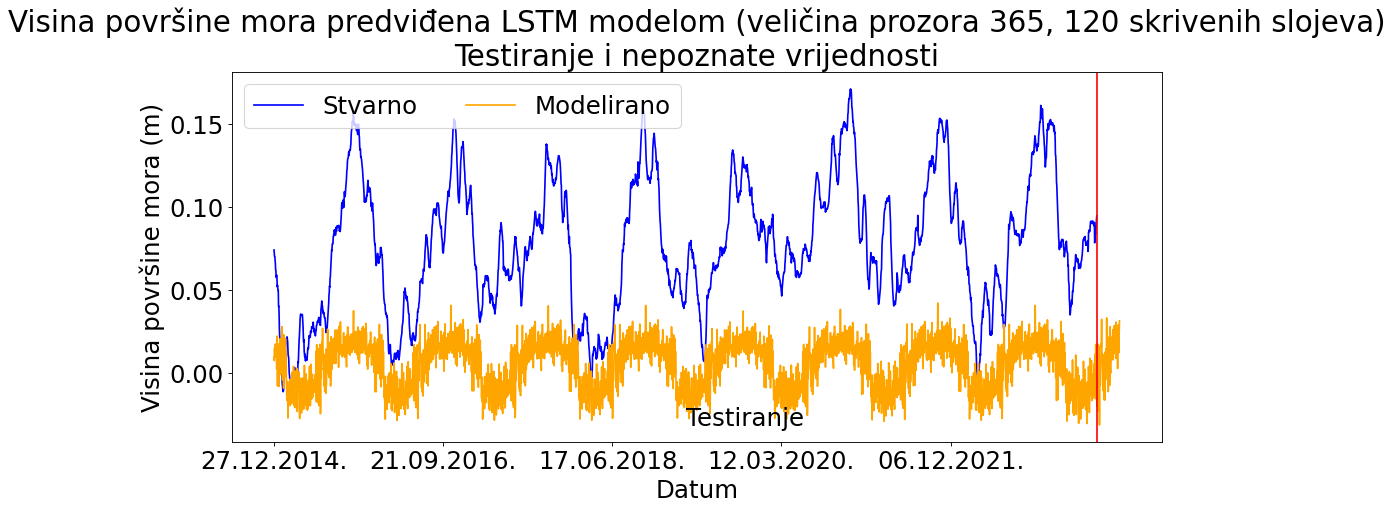 Visina površine mora predviđena LSTM modelom (veličina prozora 365, 120 skrivenih slojeva)
Testiranje i nepoznate vrijednosti
Stvarno
Modelirano
Visina površine mora (m)
0.15
0.10
0.05
0.00
Testiranje
27.12.2014.
21.09.2016.
17.06.2018.
12.03.2020.
06.12.2021.
Datum